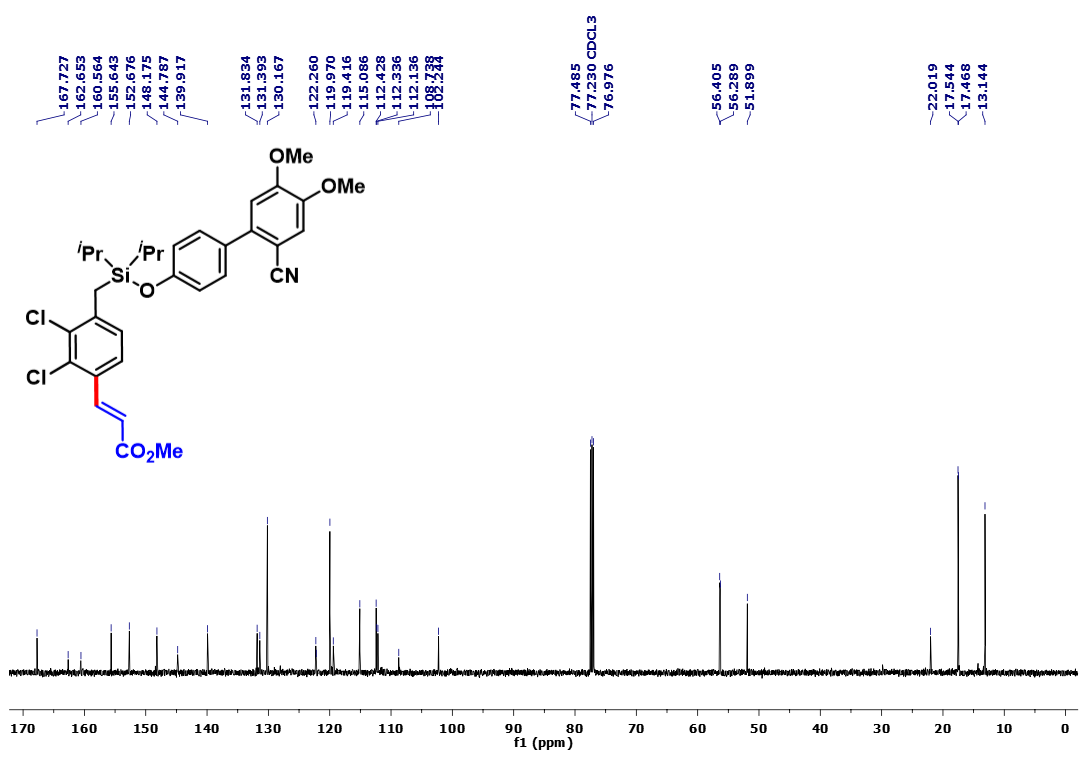 167.727
162.653
160.564
155.643
152.676
148.175
144.787
139.917
131.834
131.393
130.167
122.260
119.970
119.416
115.086
112.428
112.336
112.136
108.738
102.244
77.485
77.230 CDCL3
76.976
56.405
56.289
51.899
22.019
17.544
17.468
13.144
OMe
OMe
iPr
iPr
Si
O
CN
Cl
Cl
CO2Me
170 160 150 140 130 120 110 100 90 80 70 60 50 40 30 20 10 0
f1 (ppm)